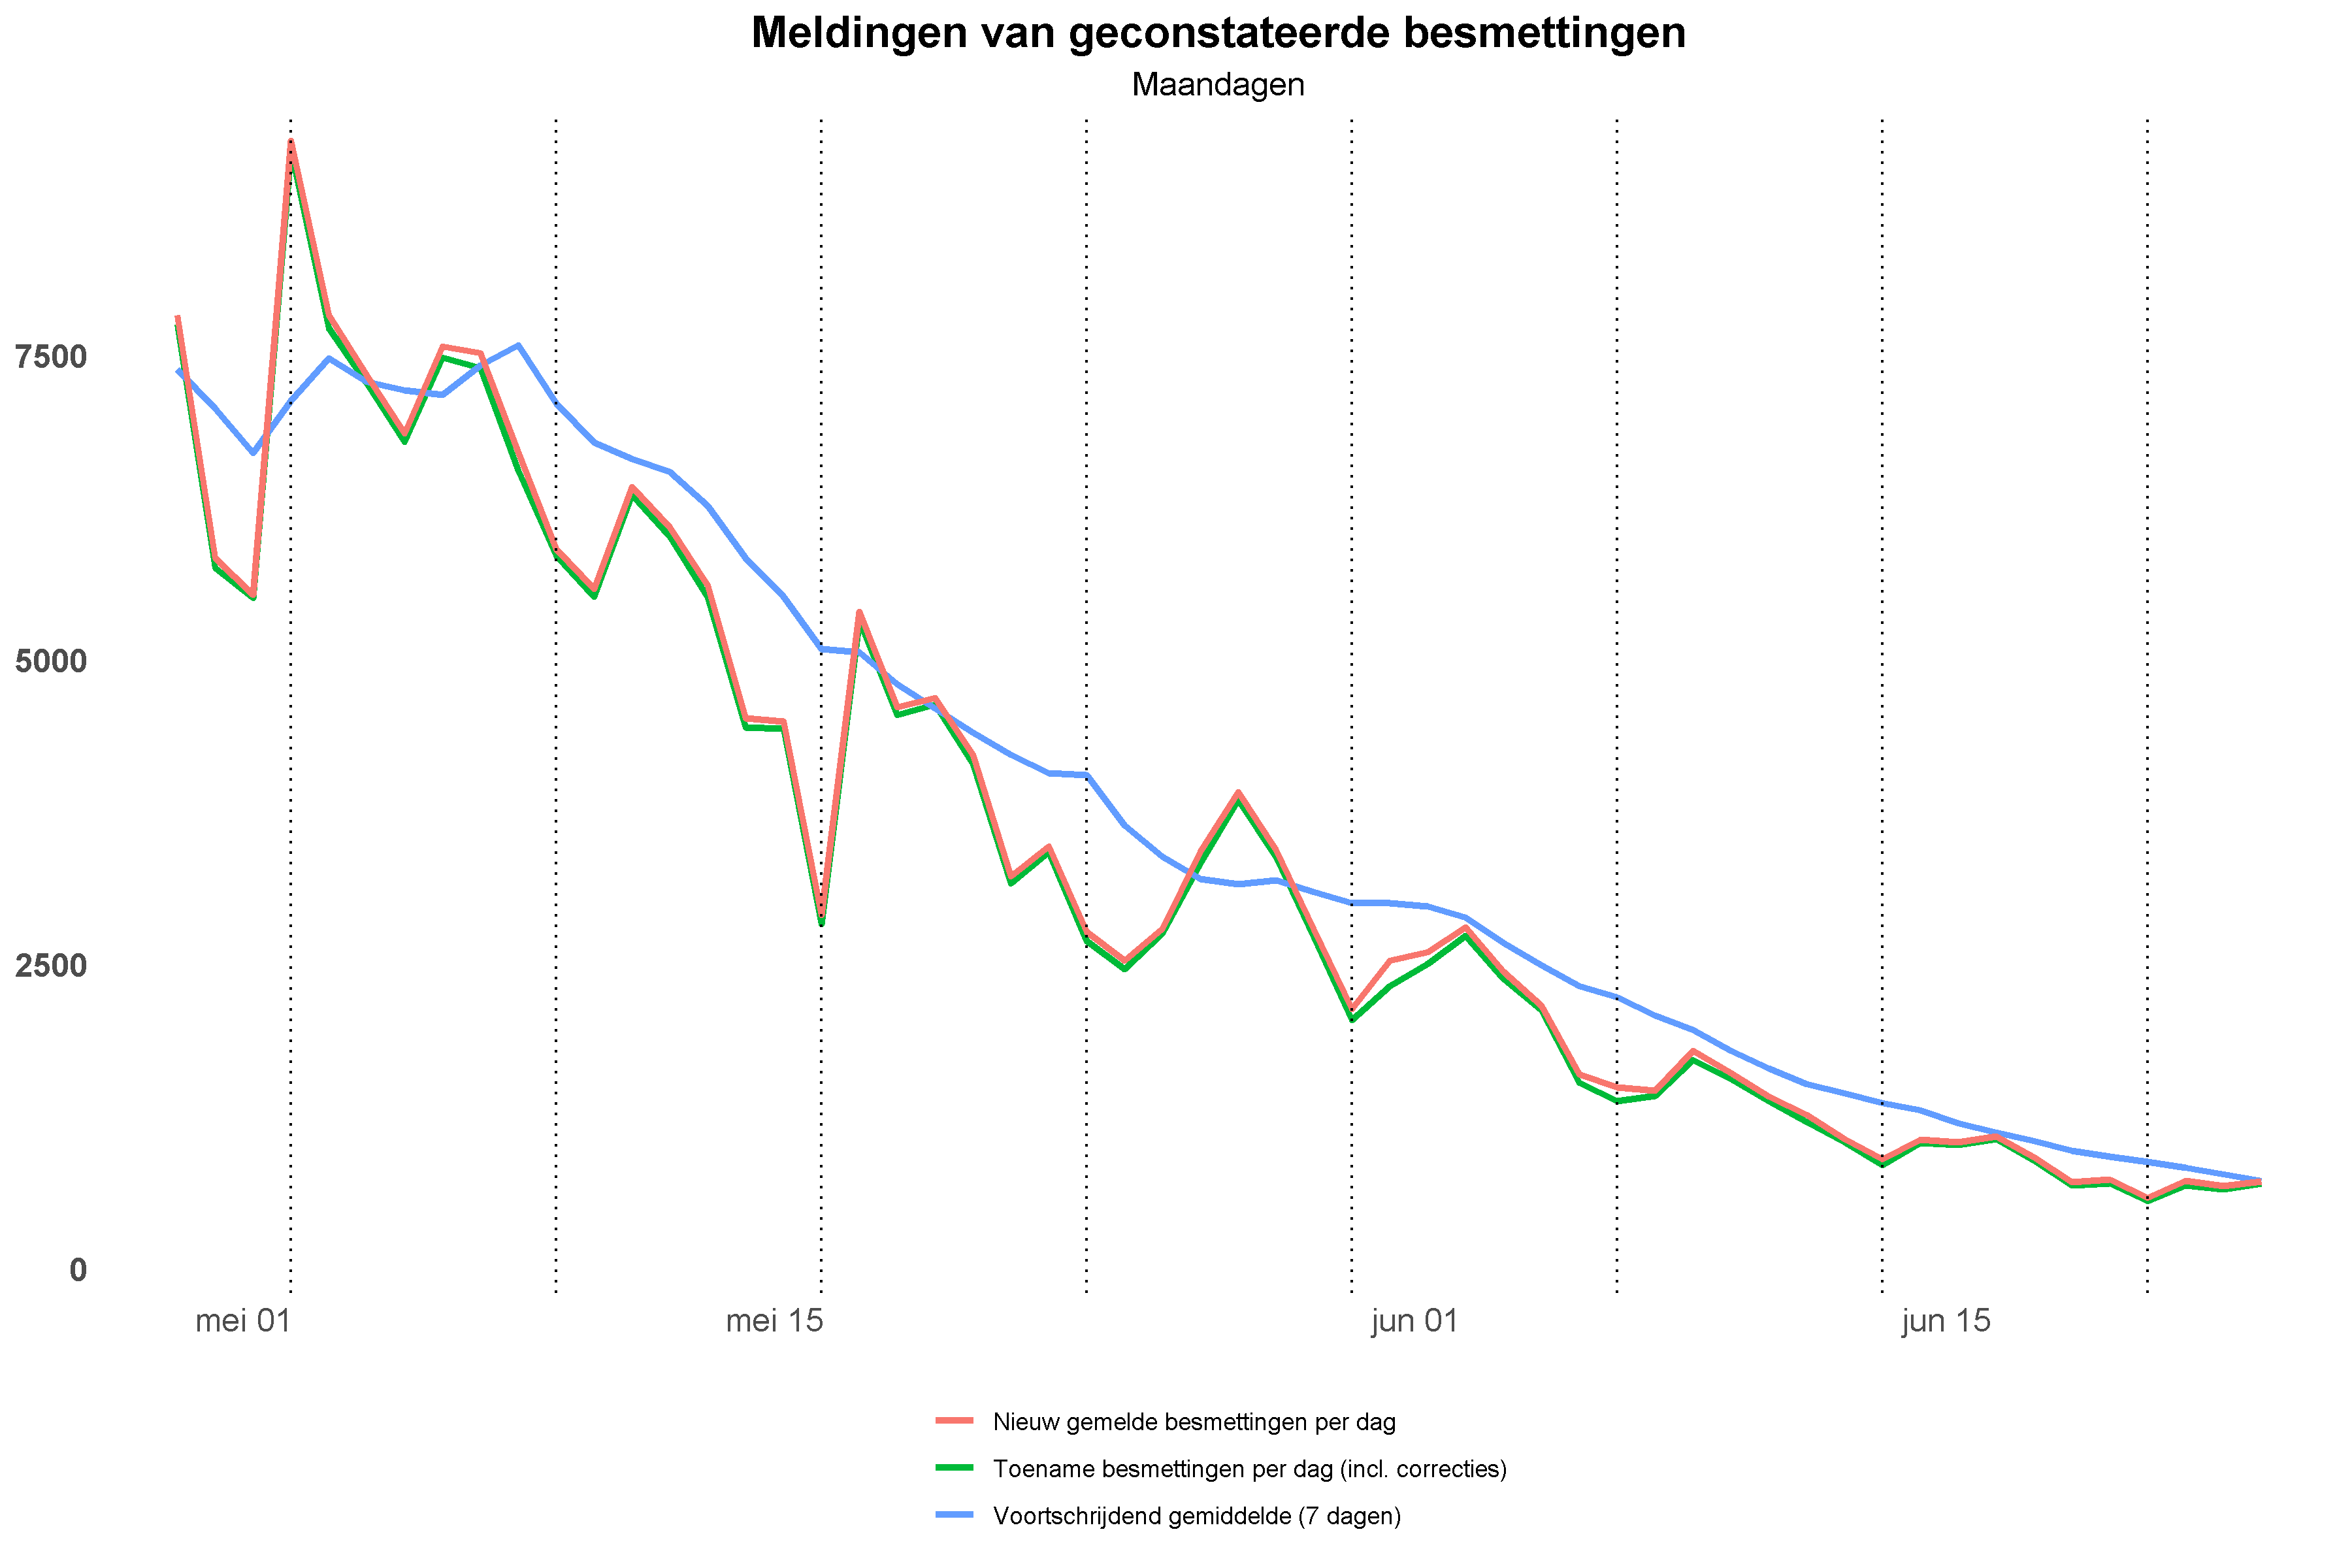 Meldingen van geconstateerde besmettingen
Maandagen
7500
5000
2500
0
mei 01
mei 15
jun 01
jun 15
Nieuw gemelde besmettingen per dag
Toename besmettingen per dag (incl. correcties)
Voortschrijdend gemiddelde (7 dagen)